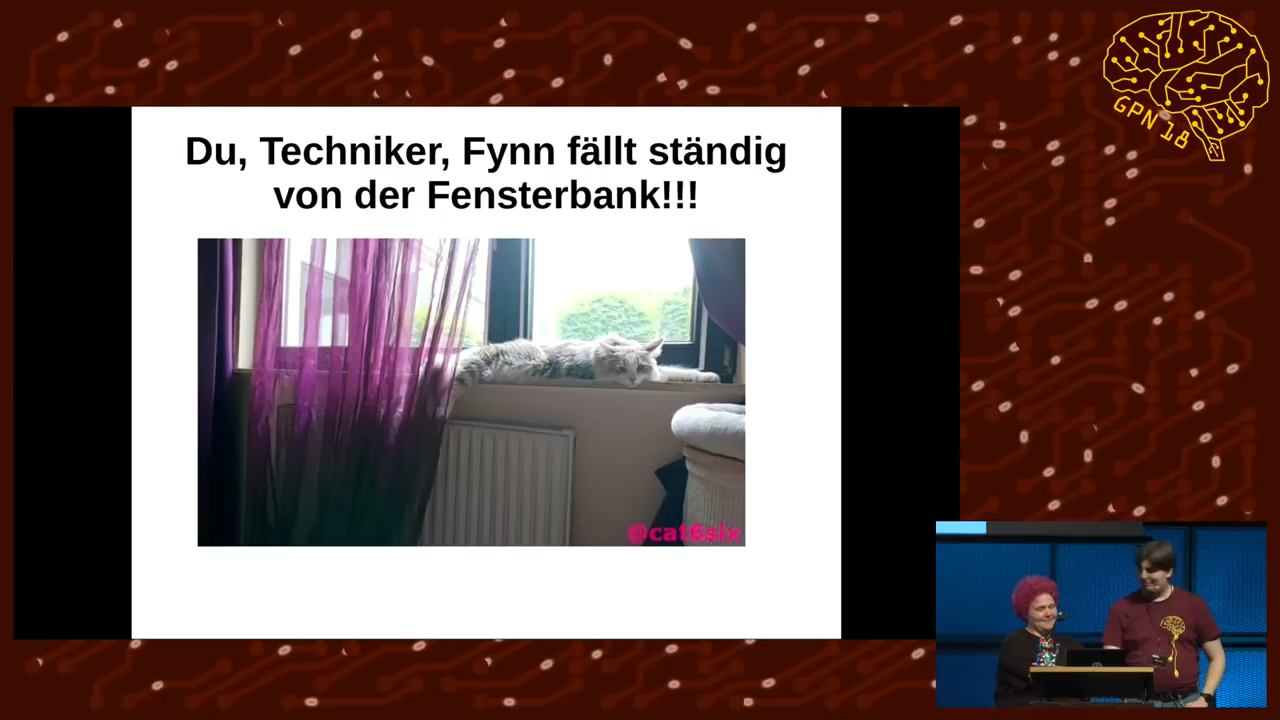 Du, Techniker, Fynn fällt ständig
von der Fensterbank!!!
@cat6six
GPN 18